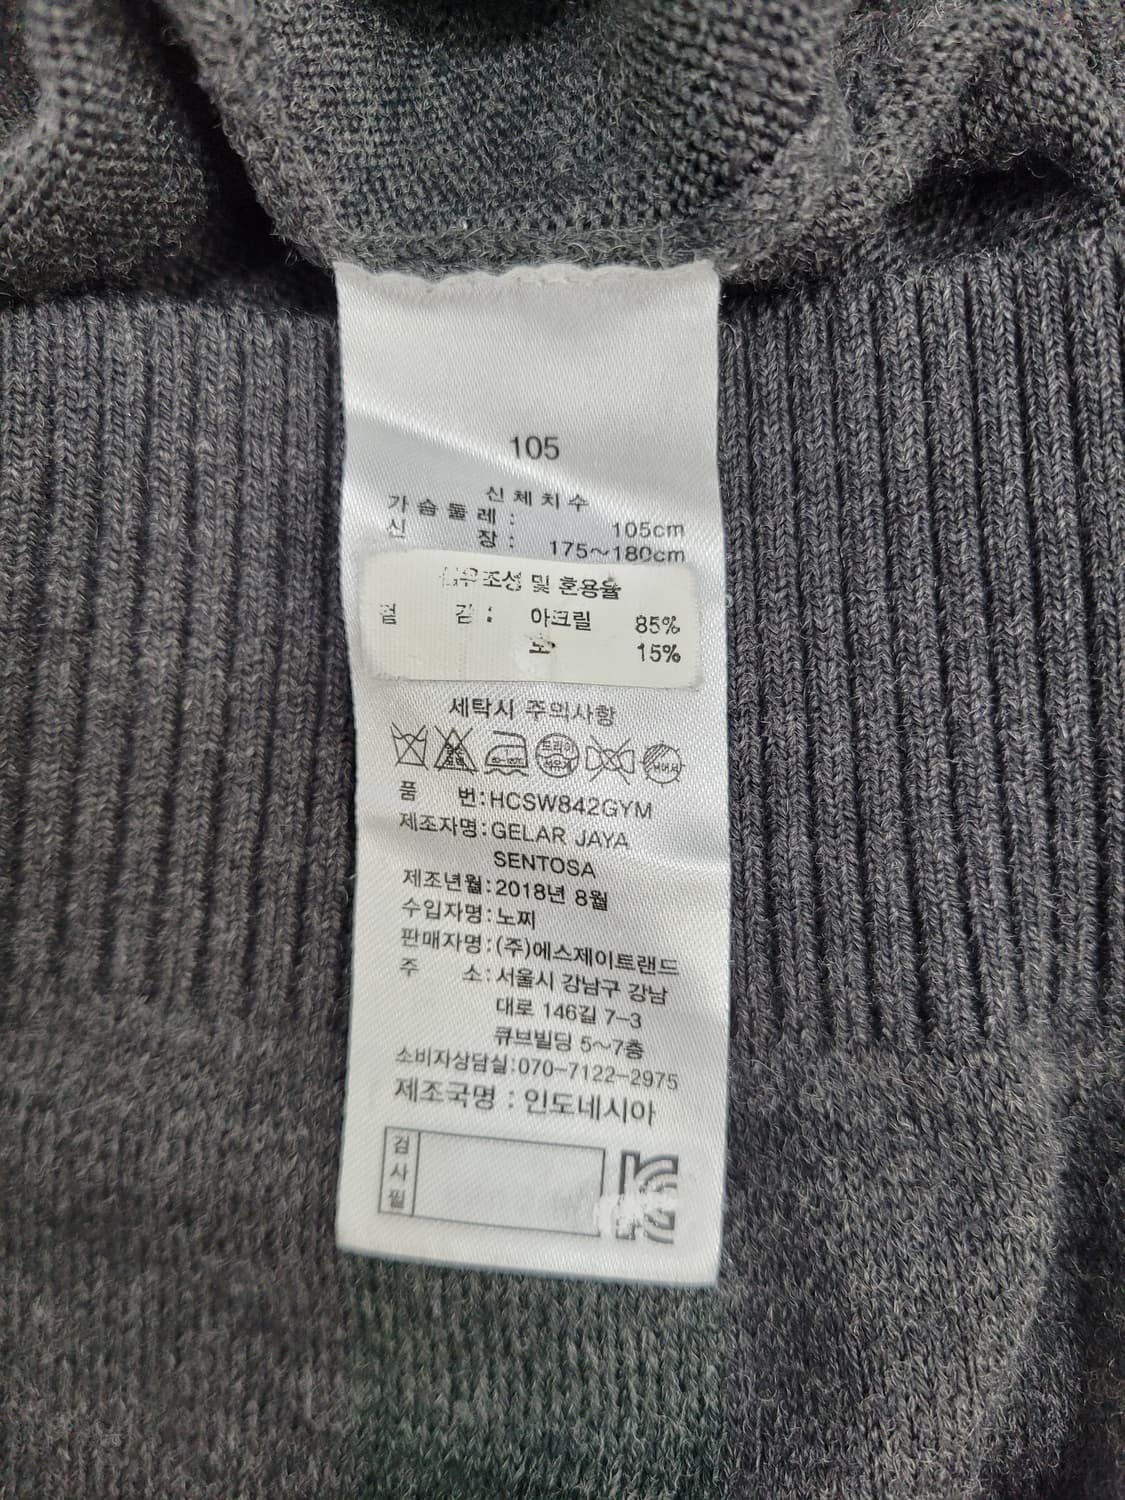 105
신체치수
가슴둘레: 105cm
신 장: 175~180cm
조성 및 혼용율
겉 감: 아크릴 85%
15%
세탁시 주의사항
드라이
품 번:HCSW842GYM
제조자명:GELAR JAYA
SENTOSA
제조년월:2018년 8월
수입자명:노찌
판매자명:(주)에스제이트랜드
주 소:서울시 강남구 강남
대로 146길 7-3
큐브빌딩 5~7층
소비자상담실:070-7122-2975
제조국명 : 인도네시아
검사필